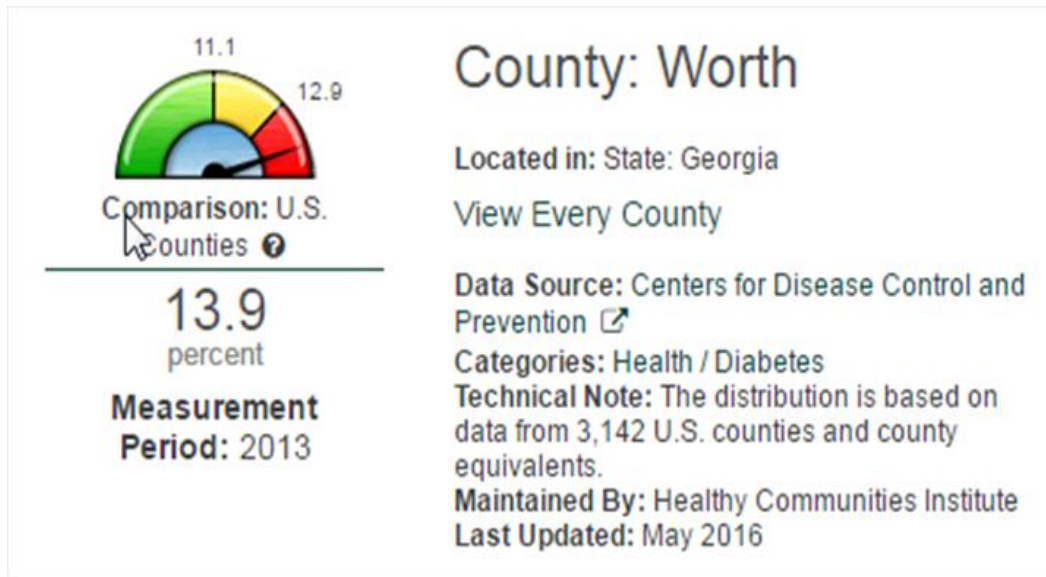 11.1
12.9
Comparison: U.S.
Counties
13.9
percent
Measurement
Period: 2013
County: Worth
Located in: State: Georgia
View Every County
Data Source: Centers for Disease Control and
Prevention
Categories: Health / Diabetes
Technical Note: The distribution is based on
data from 3,142 U.S. counties and county
equivalents.
Maintained By: Healthy Communities Institute
Last Updated: May 2016